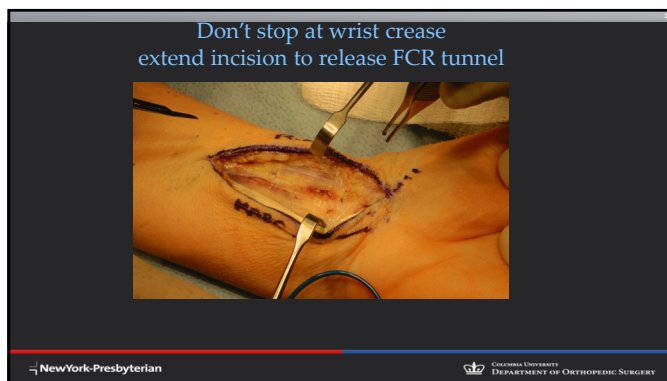 Don't stop at wrist crease
extend incision to release FCR tunnel
NewYork-Presbyterian
COLUMBIA UNIVERSITY
DEPARTMENT OF ORTHOPEDIC SURGERY